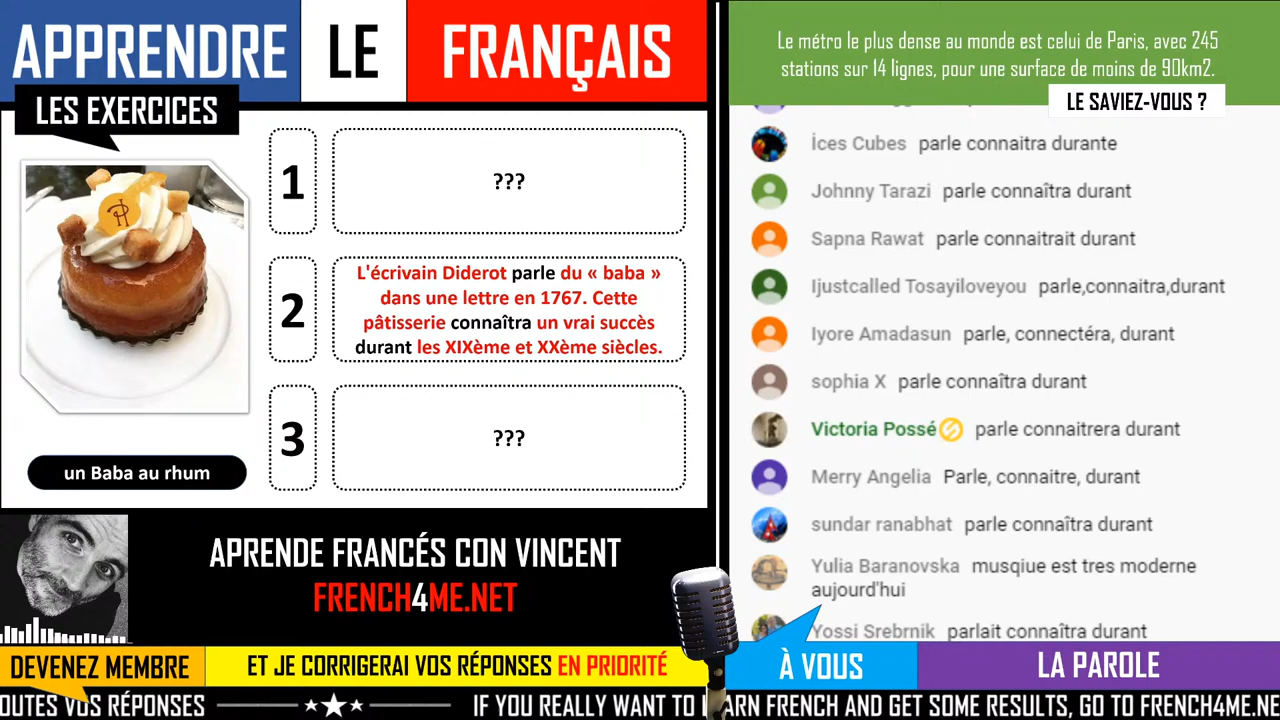 APPRENDRE LE FRANÇAIS
LES EXERCICES
1
???
2
L'écrivain Diderot parle du « baba »
dans une lettre en 1767. Cette
pâtisserie connaîtra un vrai succès
durant les XIXème et XXème siècles.
3
???
un Baba au rhum
APRENDE FRANCÉS CON VINCENT
FRENCH4ME.NET
DEVENEZ MEMBRE
ET JE CORRIGERAI VOS RÉPONSES EN PRIORITÉ
Le métro le plus dense au monde est celui de Paris, avec 245
stations sur 14 lignes, pour une surface de moins de 90km2.
LE SAVIEZ-VOUS ?
İces Cubes parle connaitra durante
Johnny Tarazi parle connaîtra durant
Sapna Rawat parle connaitrait durant
Ijustcalled Tosayiloveyou parle,connaitra,durant
Iyore Amadasun parle, connectéra, durant
sophia X parle connaîtra durant
Victoria Possé parle connaitrera durant
Merry Angelia Parle, connaitre, durant
sundar ranabhat parle connaîtra durant
Yulia Baranovska musqiue est tres moderne
aujourd'hui
Yossi Srebrnik parlait connaîtra durant
À VOUS
LA PAROLE
OUTES VOS RÉPONSES
IF YOU REALLY WANT TO L ARN FRENCH AND GET SOME RESULTS, GO TO FRENCH4ME.NE